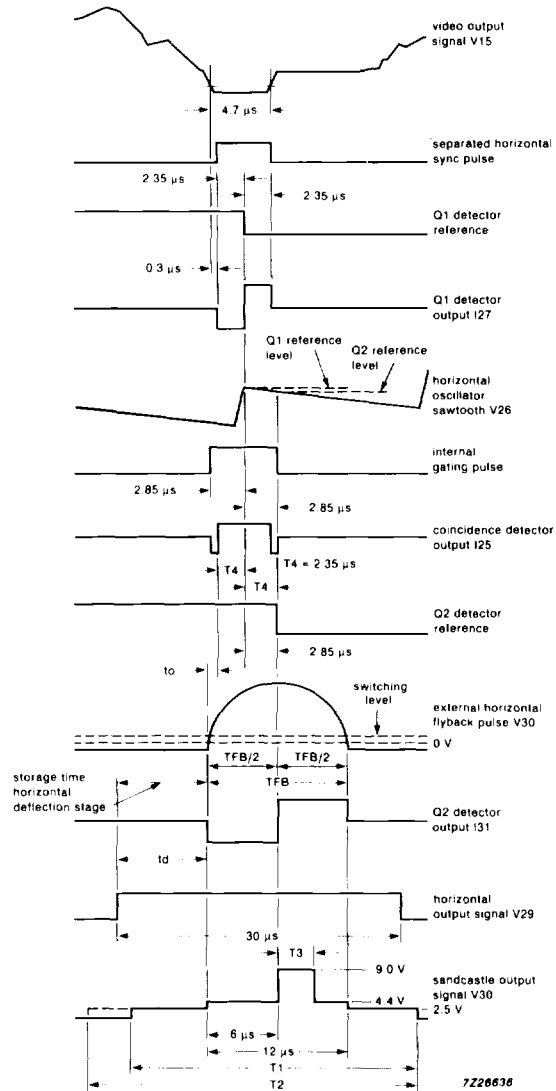 video output
signal V15
4.7 µs
separated horizontal
sync pulse
2.35 µs
2.35 µs
Q1 detector
reference
0.3 µs
Q1 detector
output I27
Q1 reference
level
Q2 reference
level
horizontal
oscillator
sawtooth V26
internal
gating pulse
2.85 µs
2.85 µs
coincidence detector
output I25
T4
T4 = 2.35 µs
T4
Q2 detector
reference
2.85 µs
to
switching
level
external horizontal
flyback pulse V30
0 V
TFB/2
TFB/2
TFB
storage time
horizontal
deflection stage
Q2 detector
output I31
td
horizontal
output signal V29
30 µs
T3
9.0 V
sandcastle output
signal V30
4.4 V
2.5 V
6 µs
12 µs
T1
T2
7Z26636